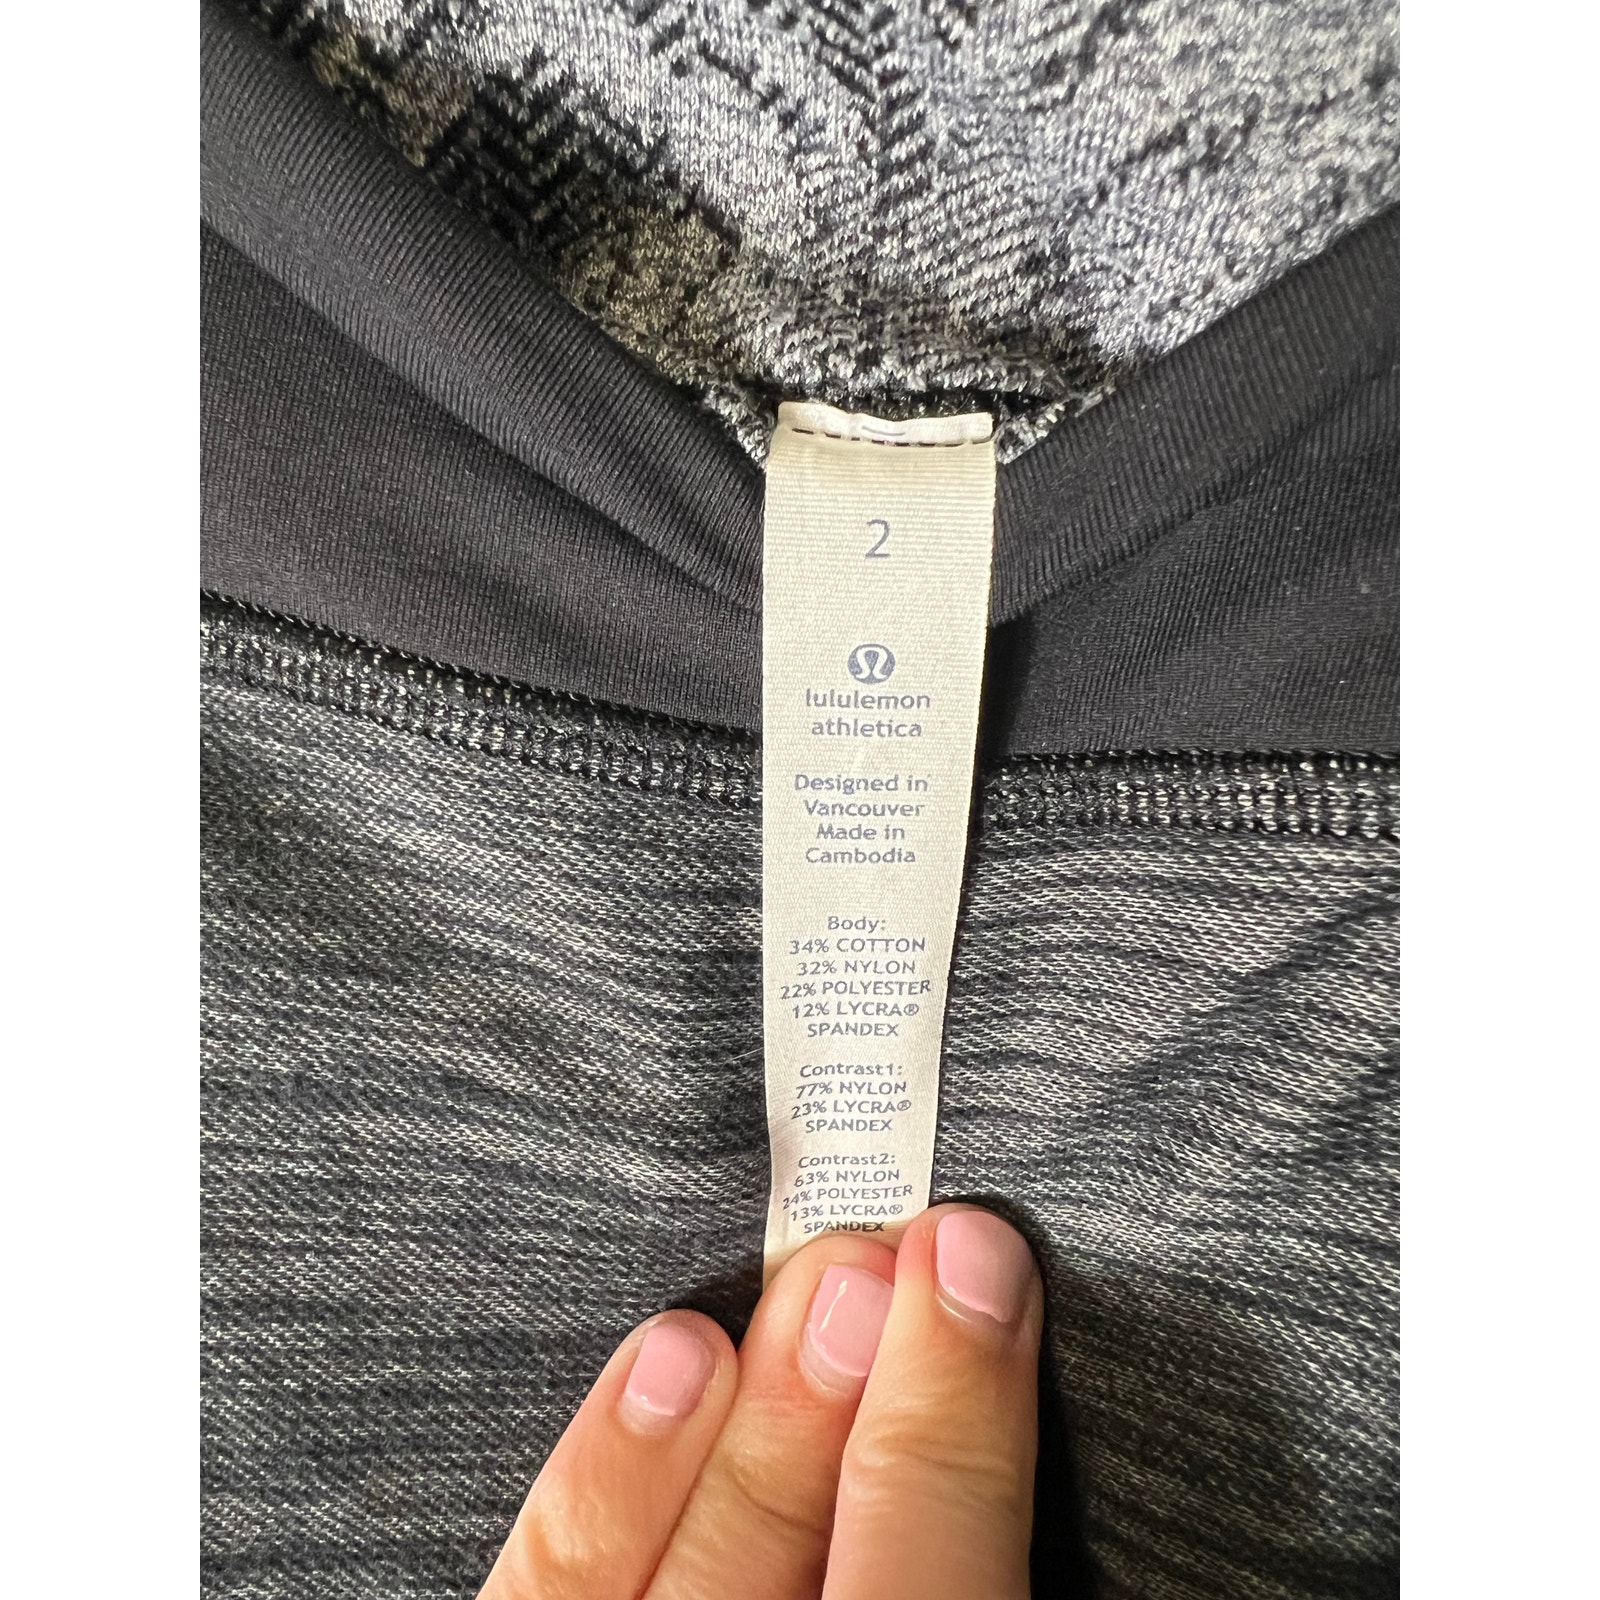 2
lululemon
athletica
Designed in
Vancouver
Made in
Cambodia
Body:
34% COTTON
32% NYLON
22% POLYESTER
12% LYCRA®
SPANDEX
Contrast1:
77% NYLON
23% LYCRA®
SPANDEX
Contrast2:
63% NYLON
24% POLYESTER
13% LYCRA®
SPANDEX